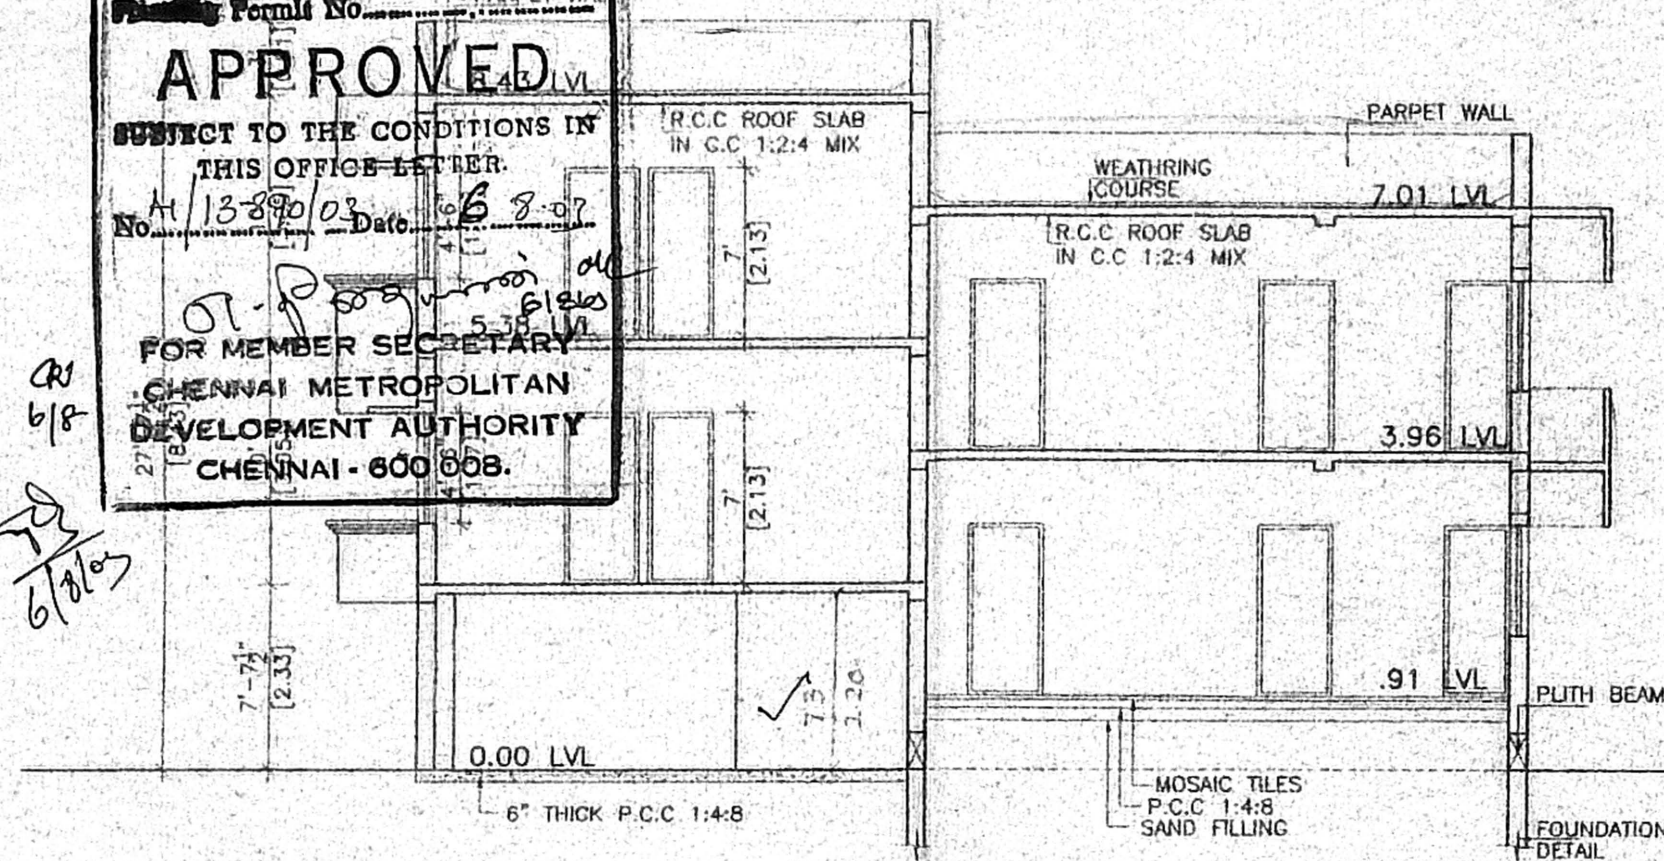 Permit No.
APPROVED
SUBJECT TO THE CONDITIONS IN
THIS OFFICE LETTER.
No. /13890/03 Date 6 8.03
6/8/03
FOR MEMBER SECRETARY
CHENNAI METROPOLITAN
DEVELOPMENT AUTHORITY
CHENNAI - 600 008.
6/8
6/8/03
8.43 LVL
R.C.C ROOF SLAB
IN C.C 1:2:4 MIX
PARPET WALL
WEATHRING
COURSE
7.01 LVL
R.C.C ROOF SLAB
IN C.C 1:2:4 MIX
7'
[2.13]
5.38 LVL
3.96 LVL
7'
[2.13]
7'-7½"
[2.33]
.91 LVL
PLITH BEAM
0.00 LVL
6" THICK P.C.C 1:4:8
MOSAIC TILES
P.C.C 1:4:8
SAND FILLING
FOUNDATION
DETAIL